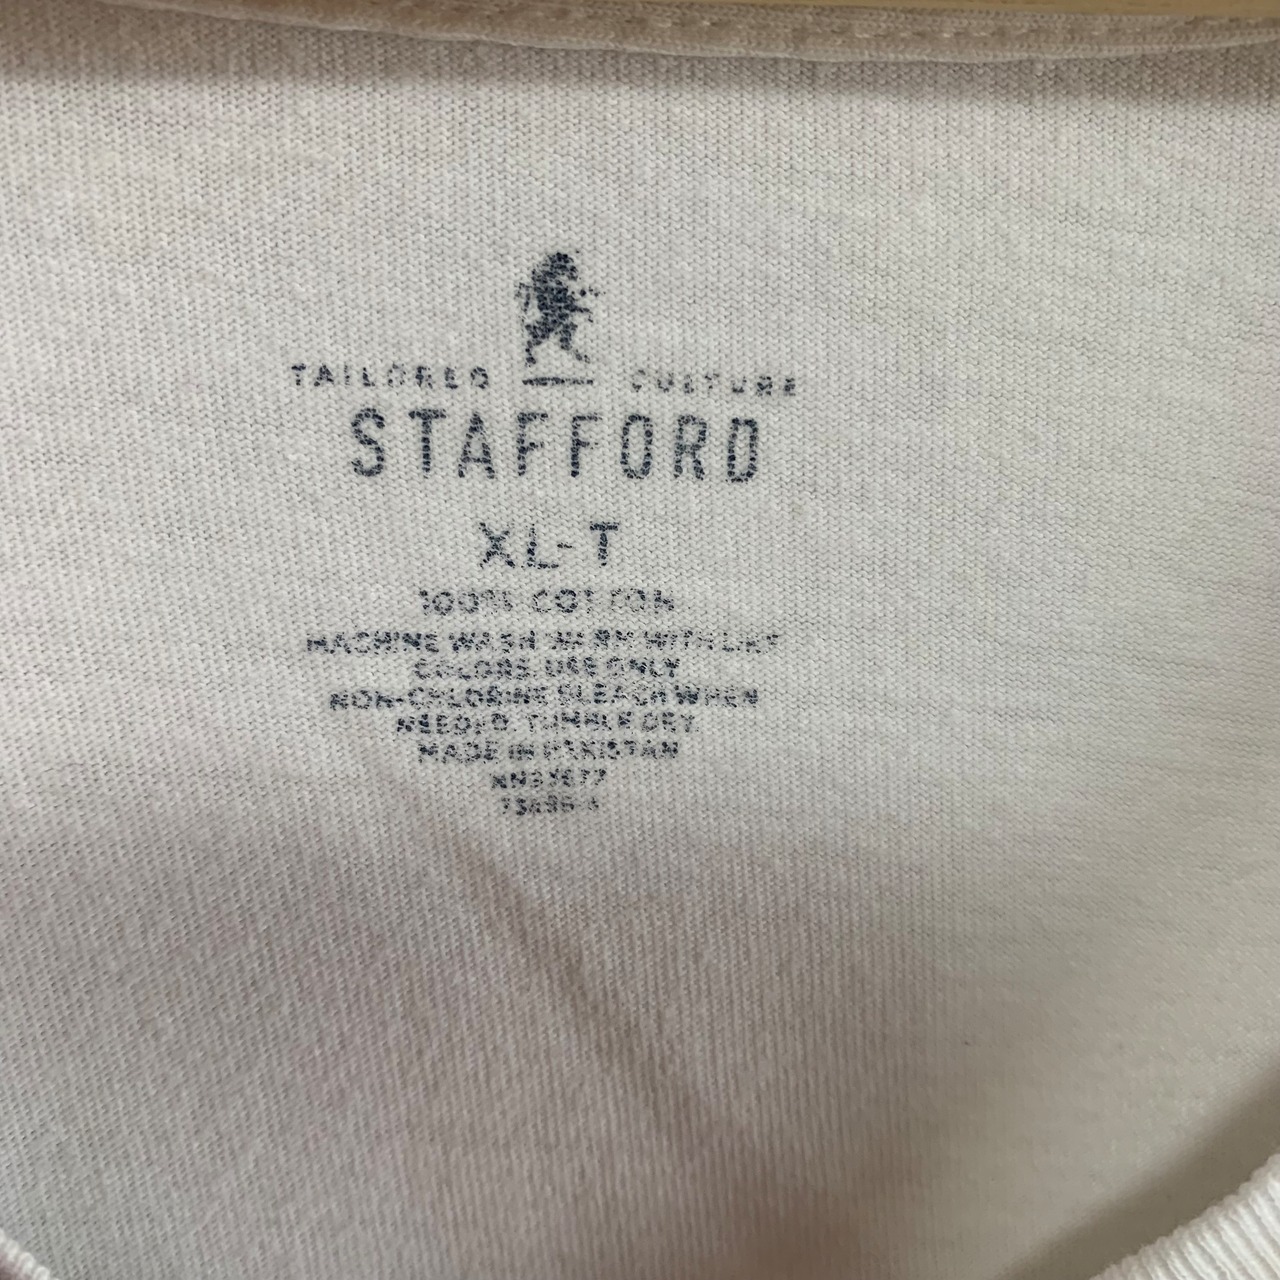 TAILORED CULTURE
STAFFORD
XL-T
100% COTTON
MACHINE WASH WARM WITH LIKE
COLORS. USE ONLY
NON-CHLORINE BLEACH WHEN
NEEDED. TUMBLE DRY.
MADE IN PAKISTAN